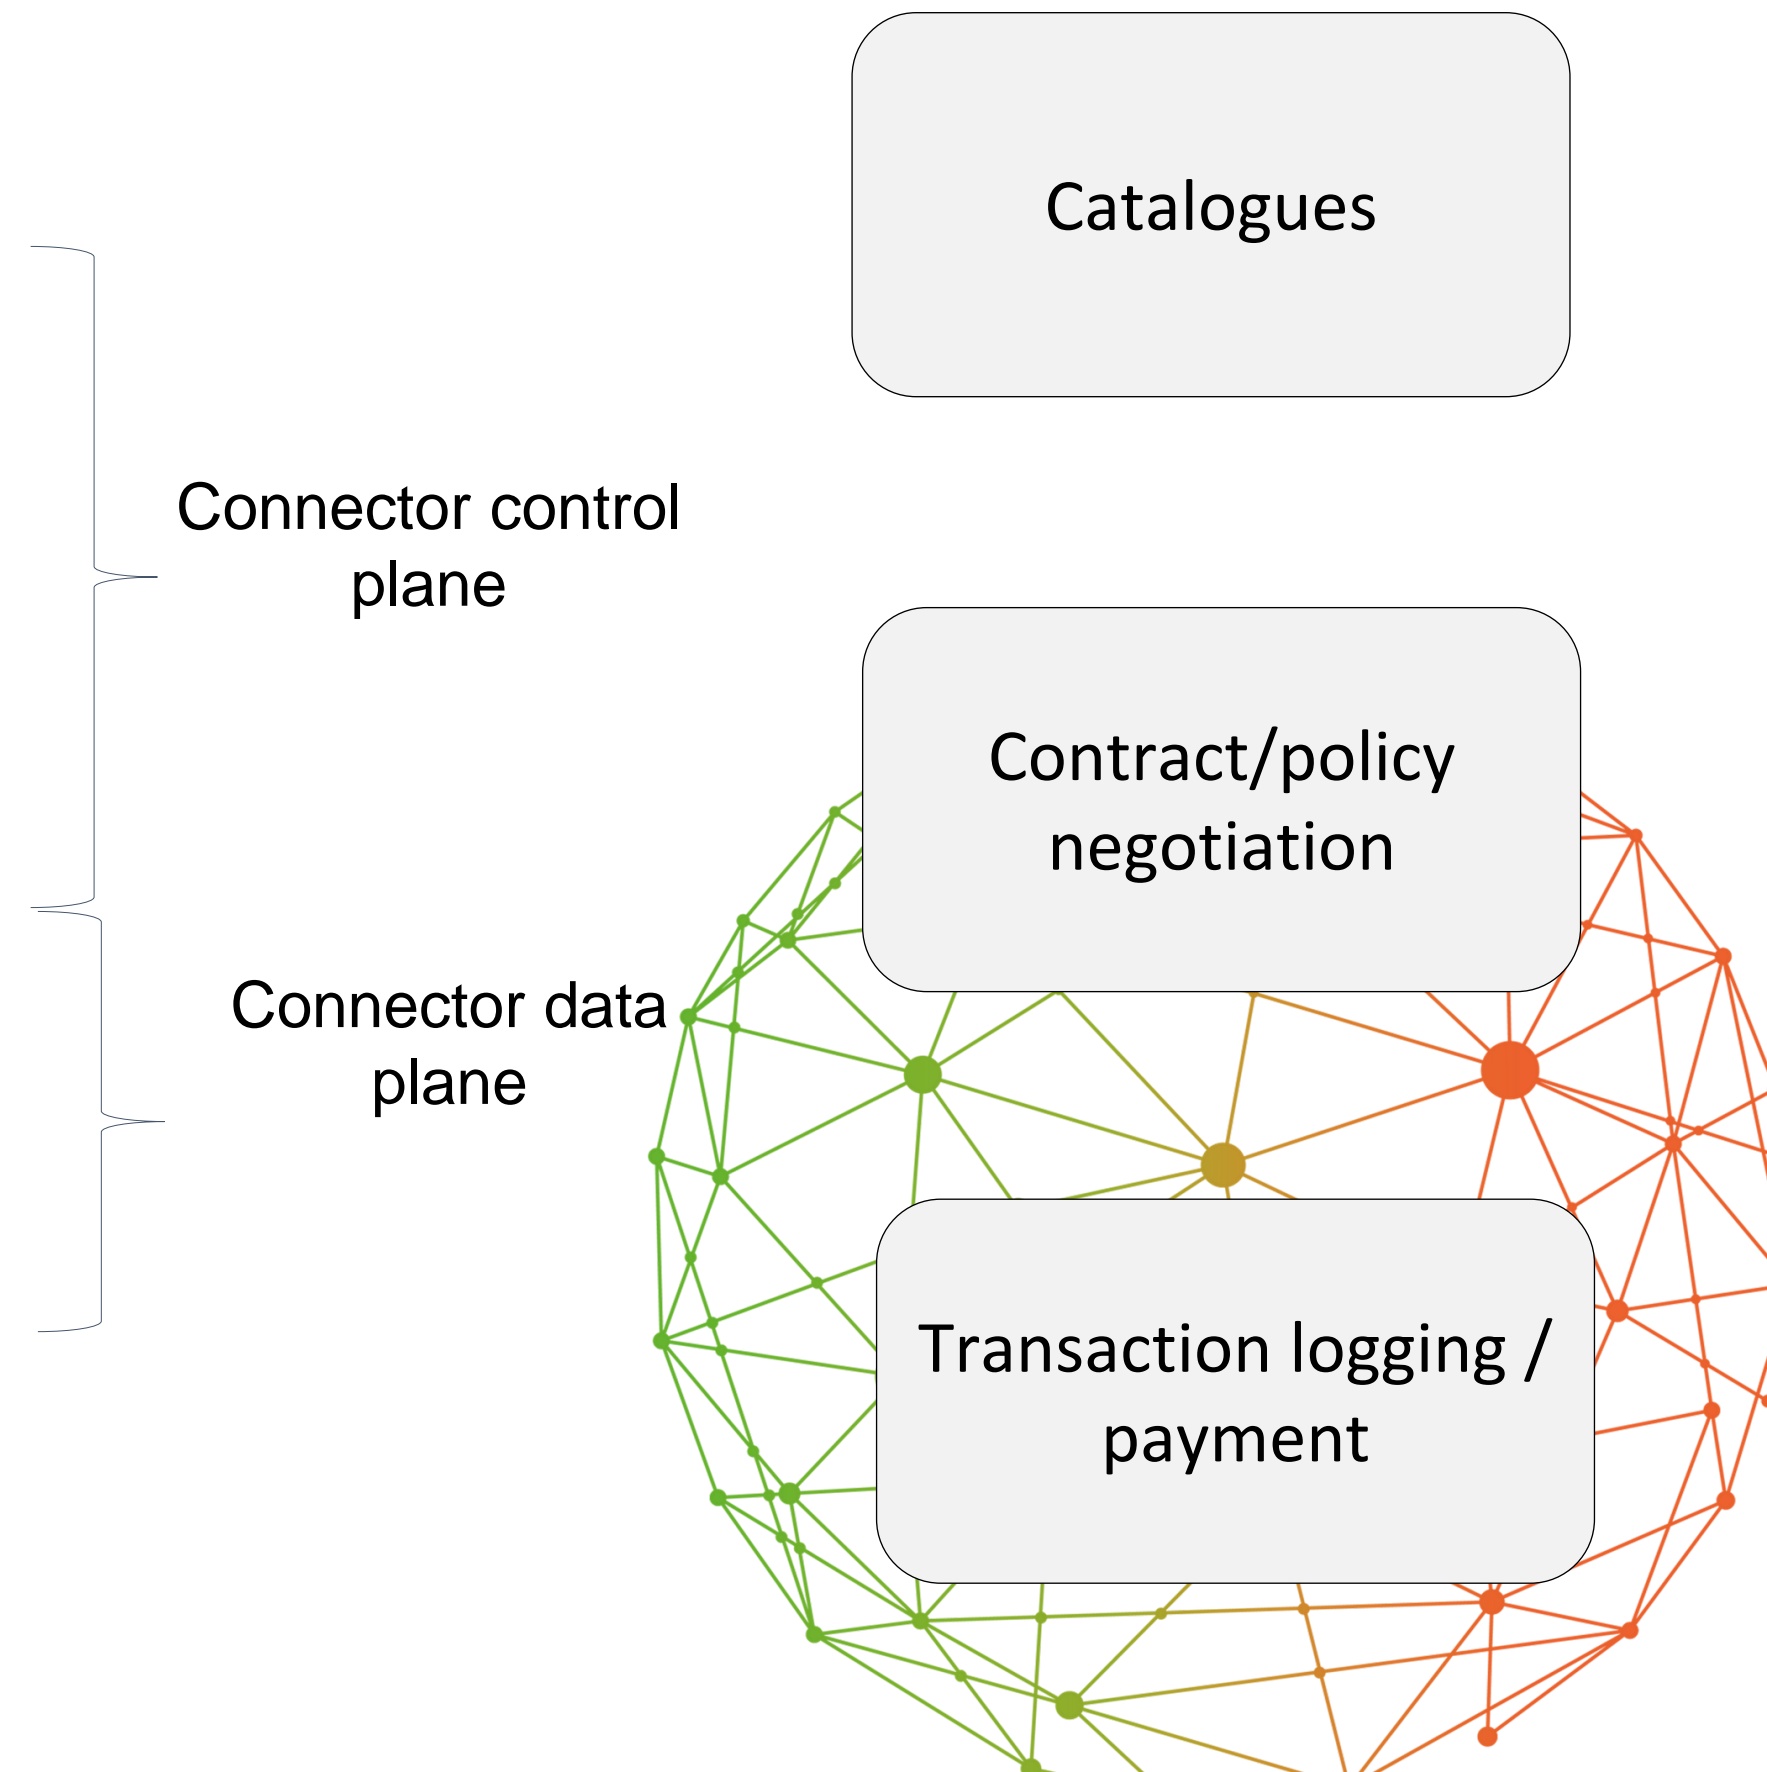 Catalogues
Connector control
plane
Contract/policy
negotiation
Connector data
plane
Transaction logging /
payment